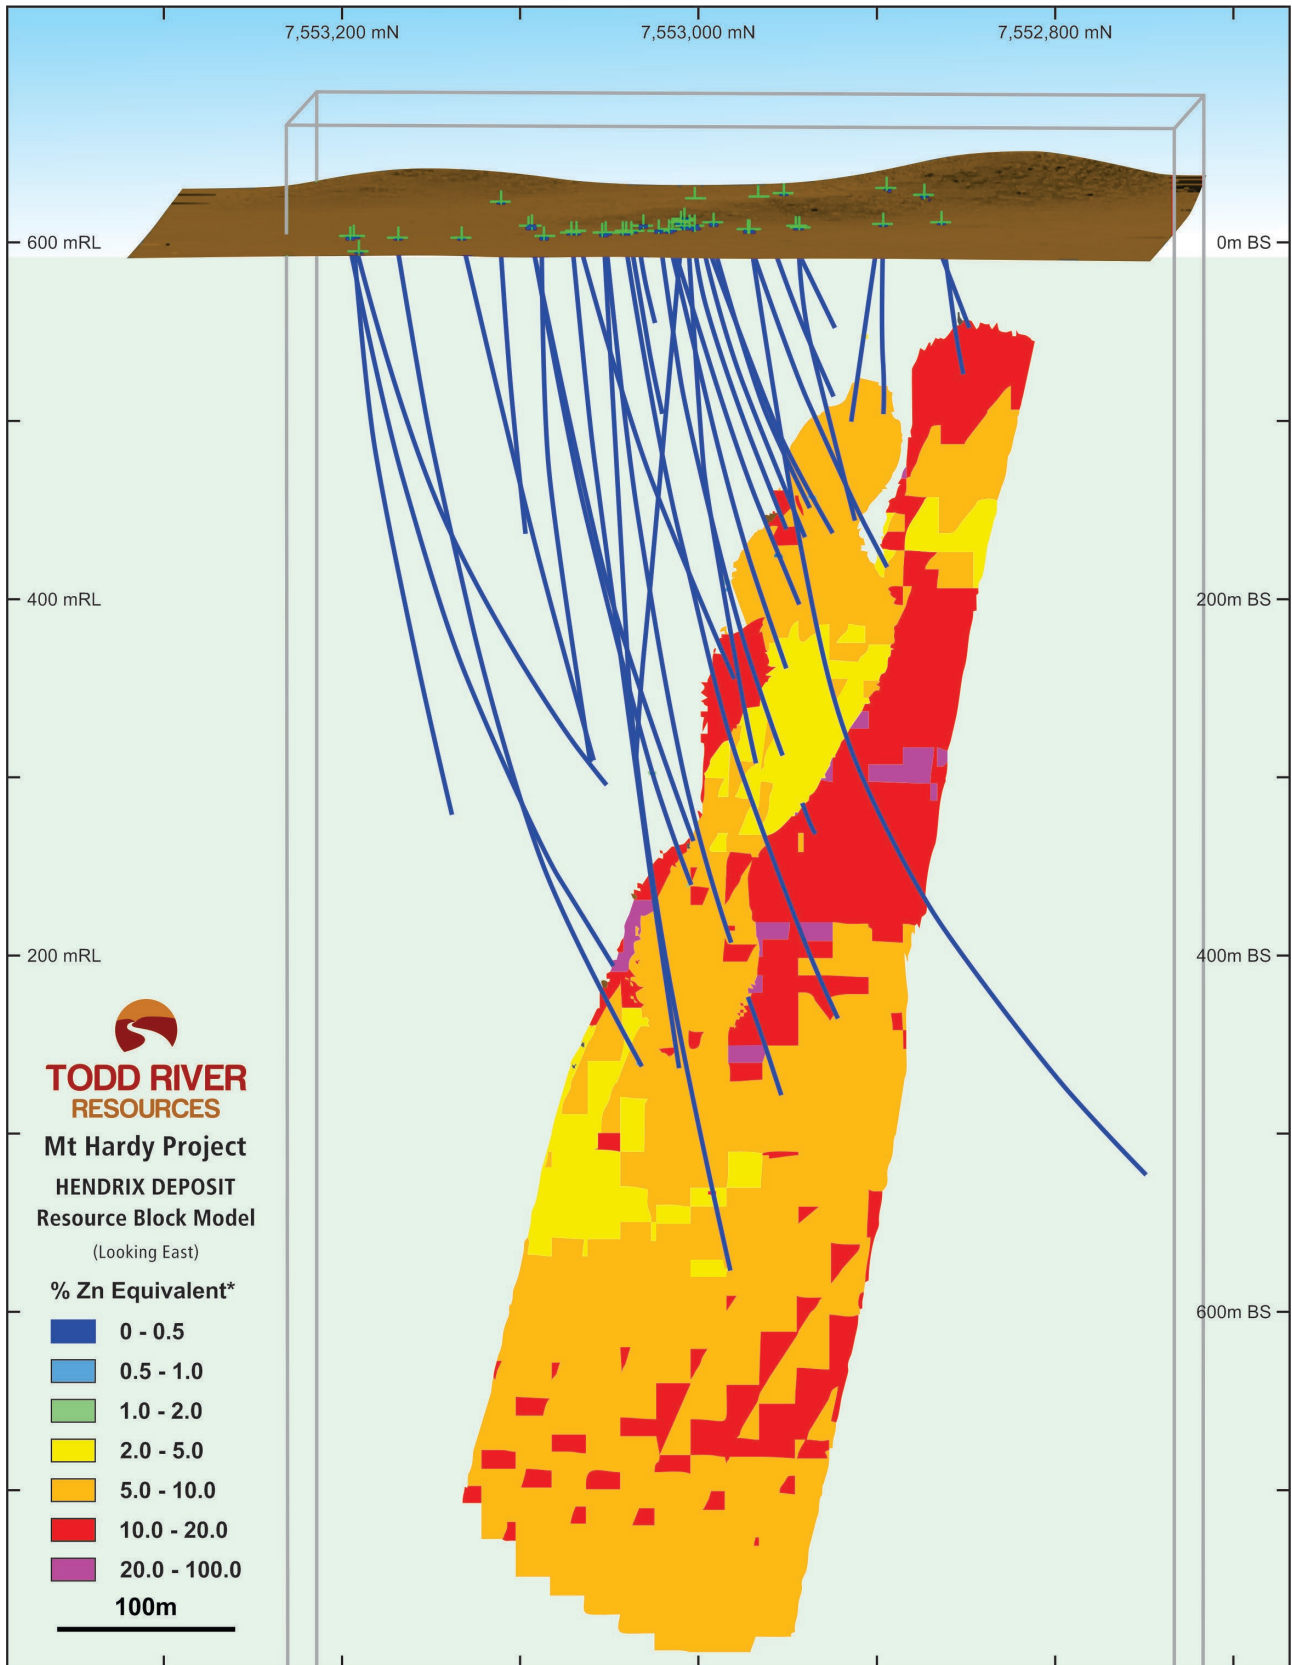 7,553,200 mN
7,553,000 mN
7,552,800 mN
600 mRL
0m BS
400 mRL
200m BS
200 mRL
400m BS
600m BS
TODD RIVER
RESOURCES
Mt Hardy Project
HENDRIX DEPOSIT
Resource Block Model
(Looking East)
% Zn Equivalent*
0 - 0.5
0.5 - 1.0
1.0 - 2.0
2.0 - 5.0
5.0 - 10.0
10.0 - 20.0
20.0 - 100.0
100m